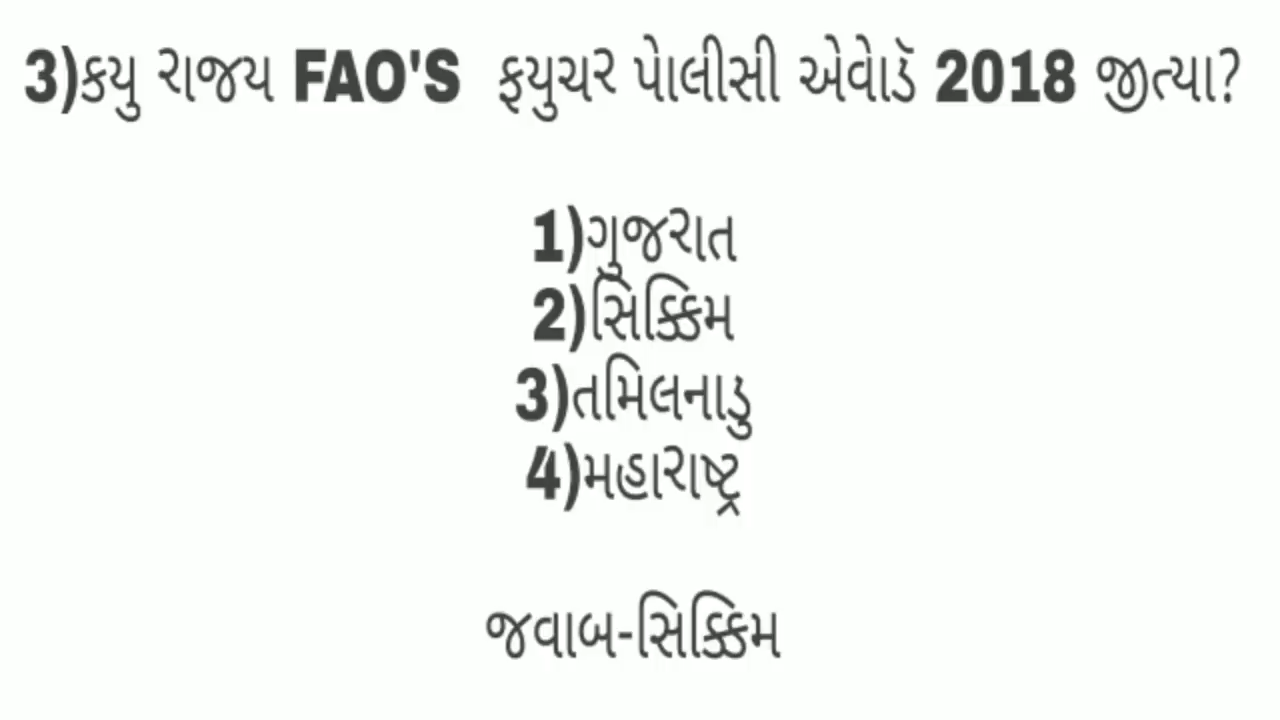 3)કયુ રાજય FAO'S ફયુચર પોલીસી એવોર્ડ 2018 જીત્યા?
1)ગુજરાત
2)સિક્કિમ
3)તમિલનાડુ
4)મહારાષ્ટ્ર
જવાબ-સિક્કિમ